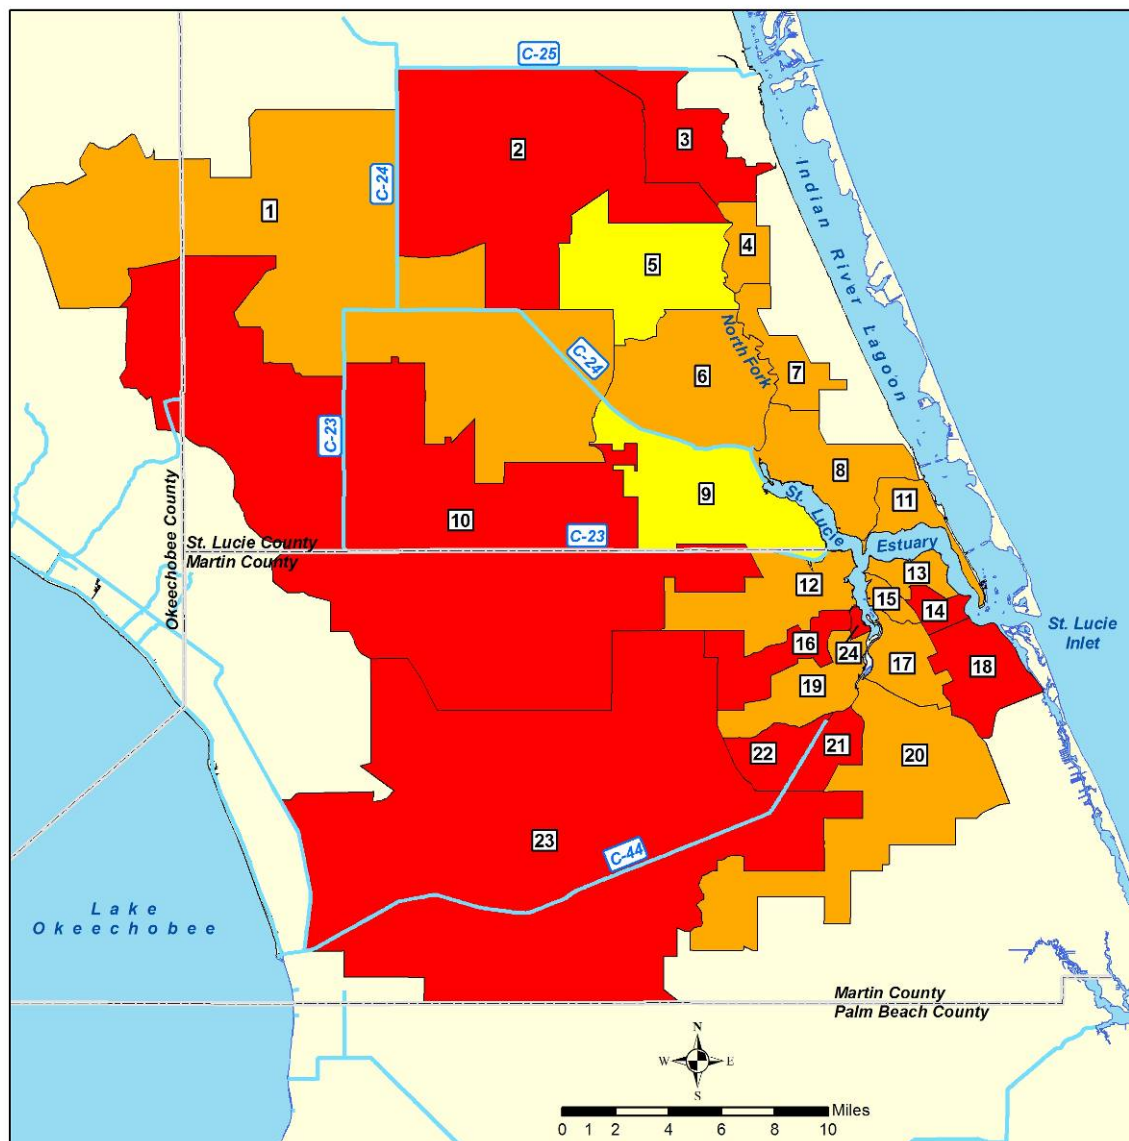 C-25
2
3
C-24
Indian River Lagoon
1
4
5
North Fork
C-24
6
7
C-23
8
9
11
10
St. Lucie
C-23
Estuary
Okeechobee County
St. Lucie County
Martin County
12
13
15
14
St. Lucie
Inlet
16
24
17
18
19
22
21
20
23
C-44
Lake
Okeechobee
Martin County
Palm Beach County
N
W
E
S
Miles
0 1 2 4 6 8 10